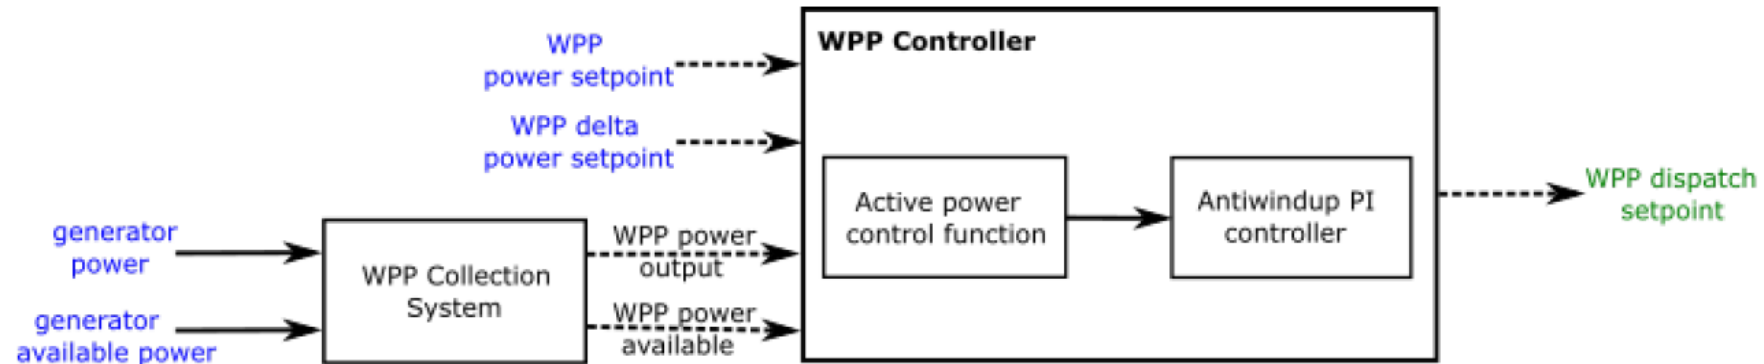 WPP
power setpoint
WPP Controller
WPP delta
power setpoint
Active power
control function
Antiwindup PI
controller
WPP dispatch
setpoint
generator
power
WPP Collection
System
WPP power
output
generator
available power
WPP power
available